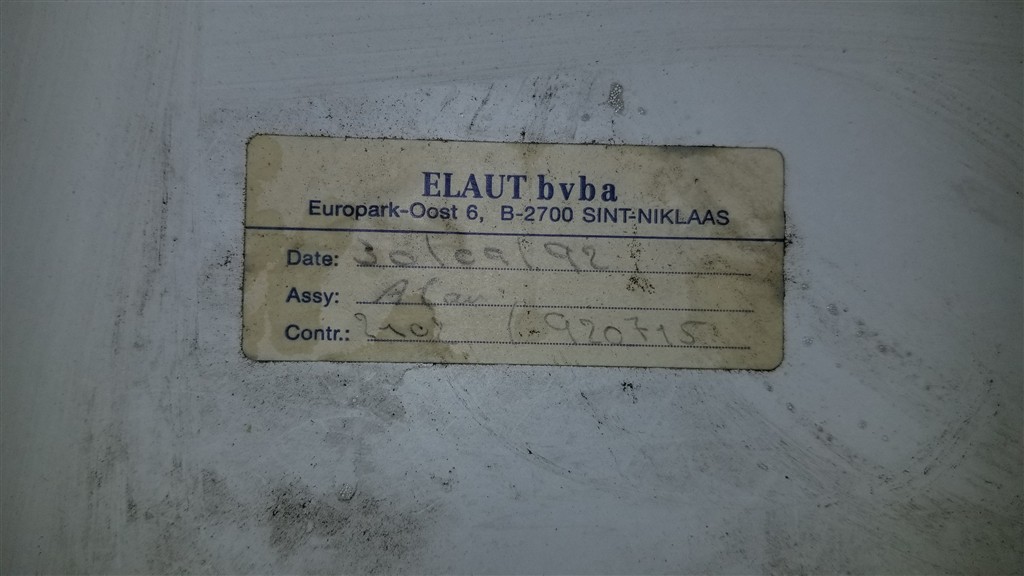 ELAUT bvba
Europark-Oost 6, B-2700 SINT-NIKLAAS
Date: 30/09/92
Assy:
Contr.: 920715